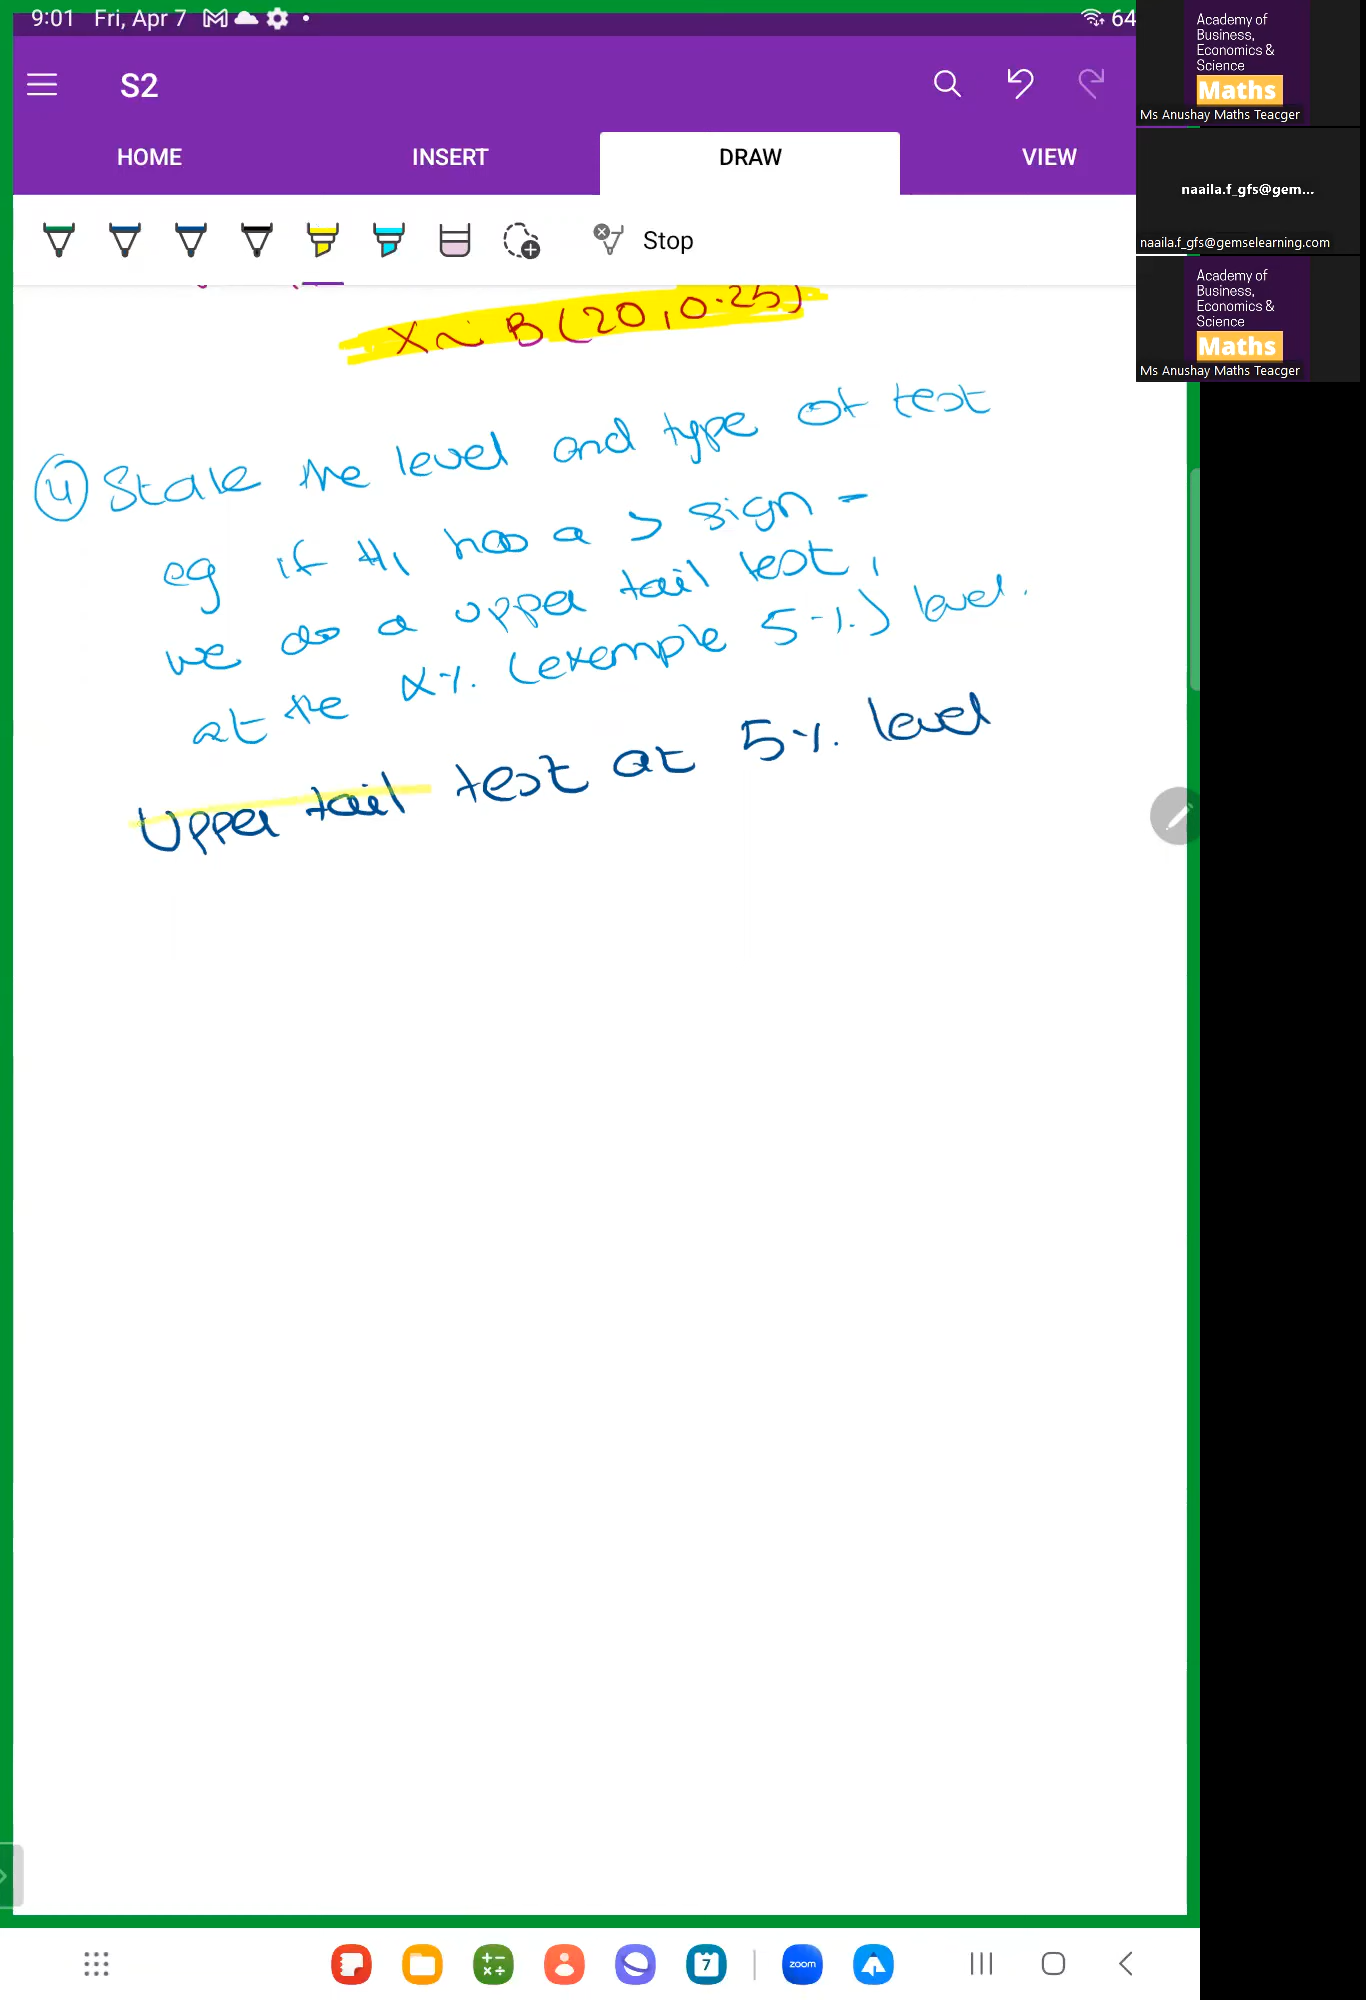 9:01 Fri, Apr 7
64
S2
HOME INSERT DRAW VIEW
Stop
X ~ B (20, 0.25)
④ State the level and type of test
eg if H1 has a > sign -
we do a upper tail test,
at the α%. (example 5%) level.
Upper tail test at 5% level
Academy of
Business,
Economics &
Science
Maths
Ms Anushay Maths Teacger
naaila.f_gfs@gem...
naaila.f_gfs@gemselearning.com
Academy of
Business,
Economics &
Science
Maths
Ms Anushay Maths Teacger
7
zoom